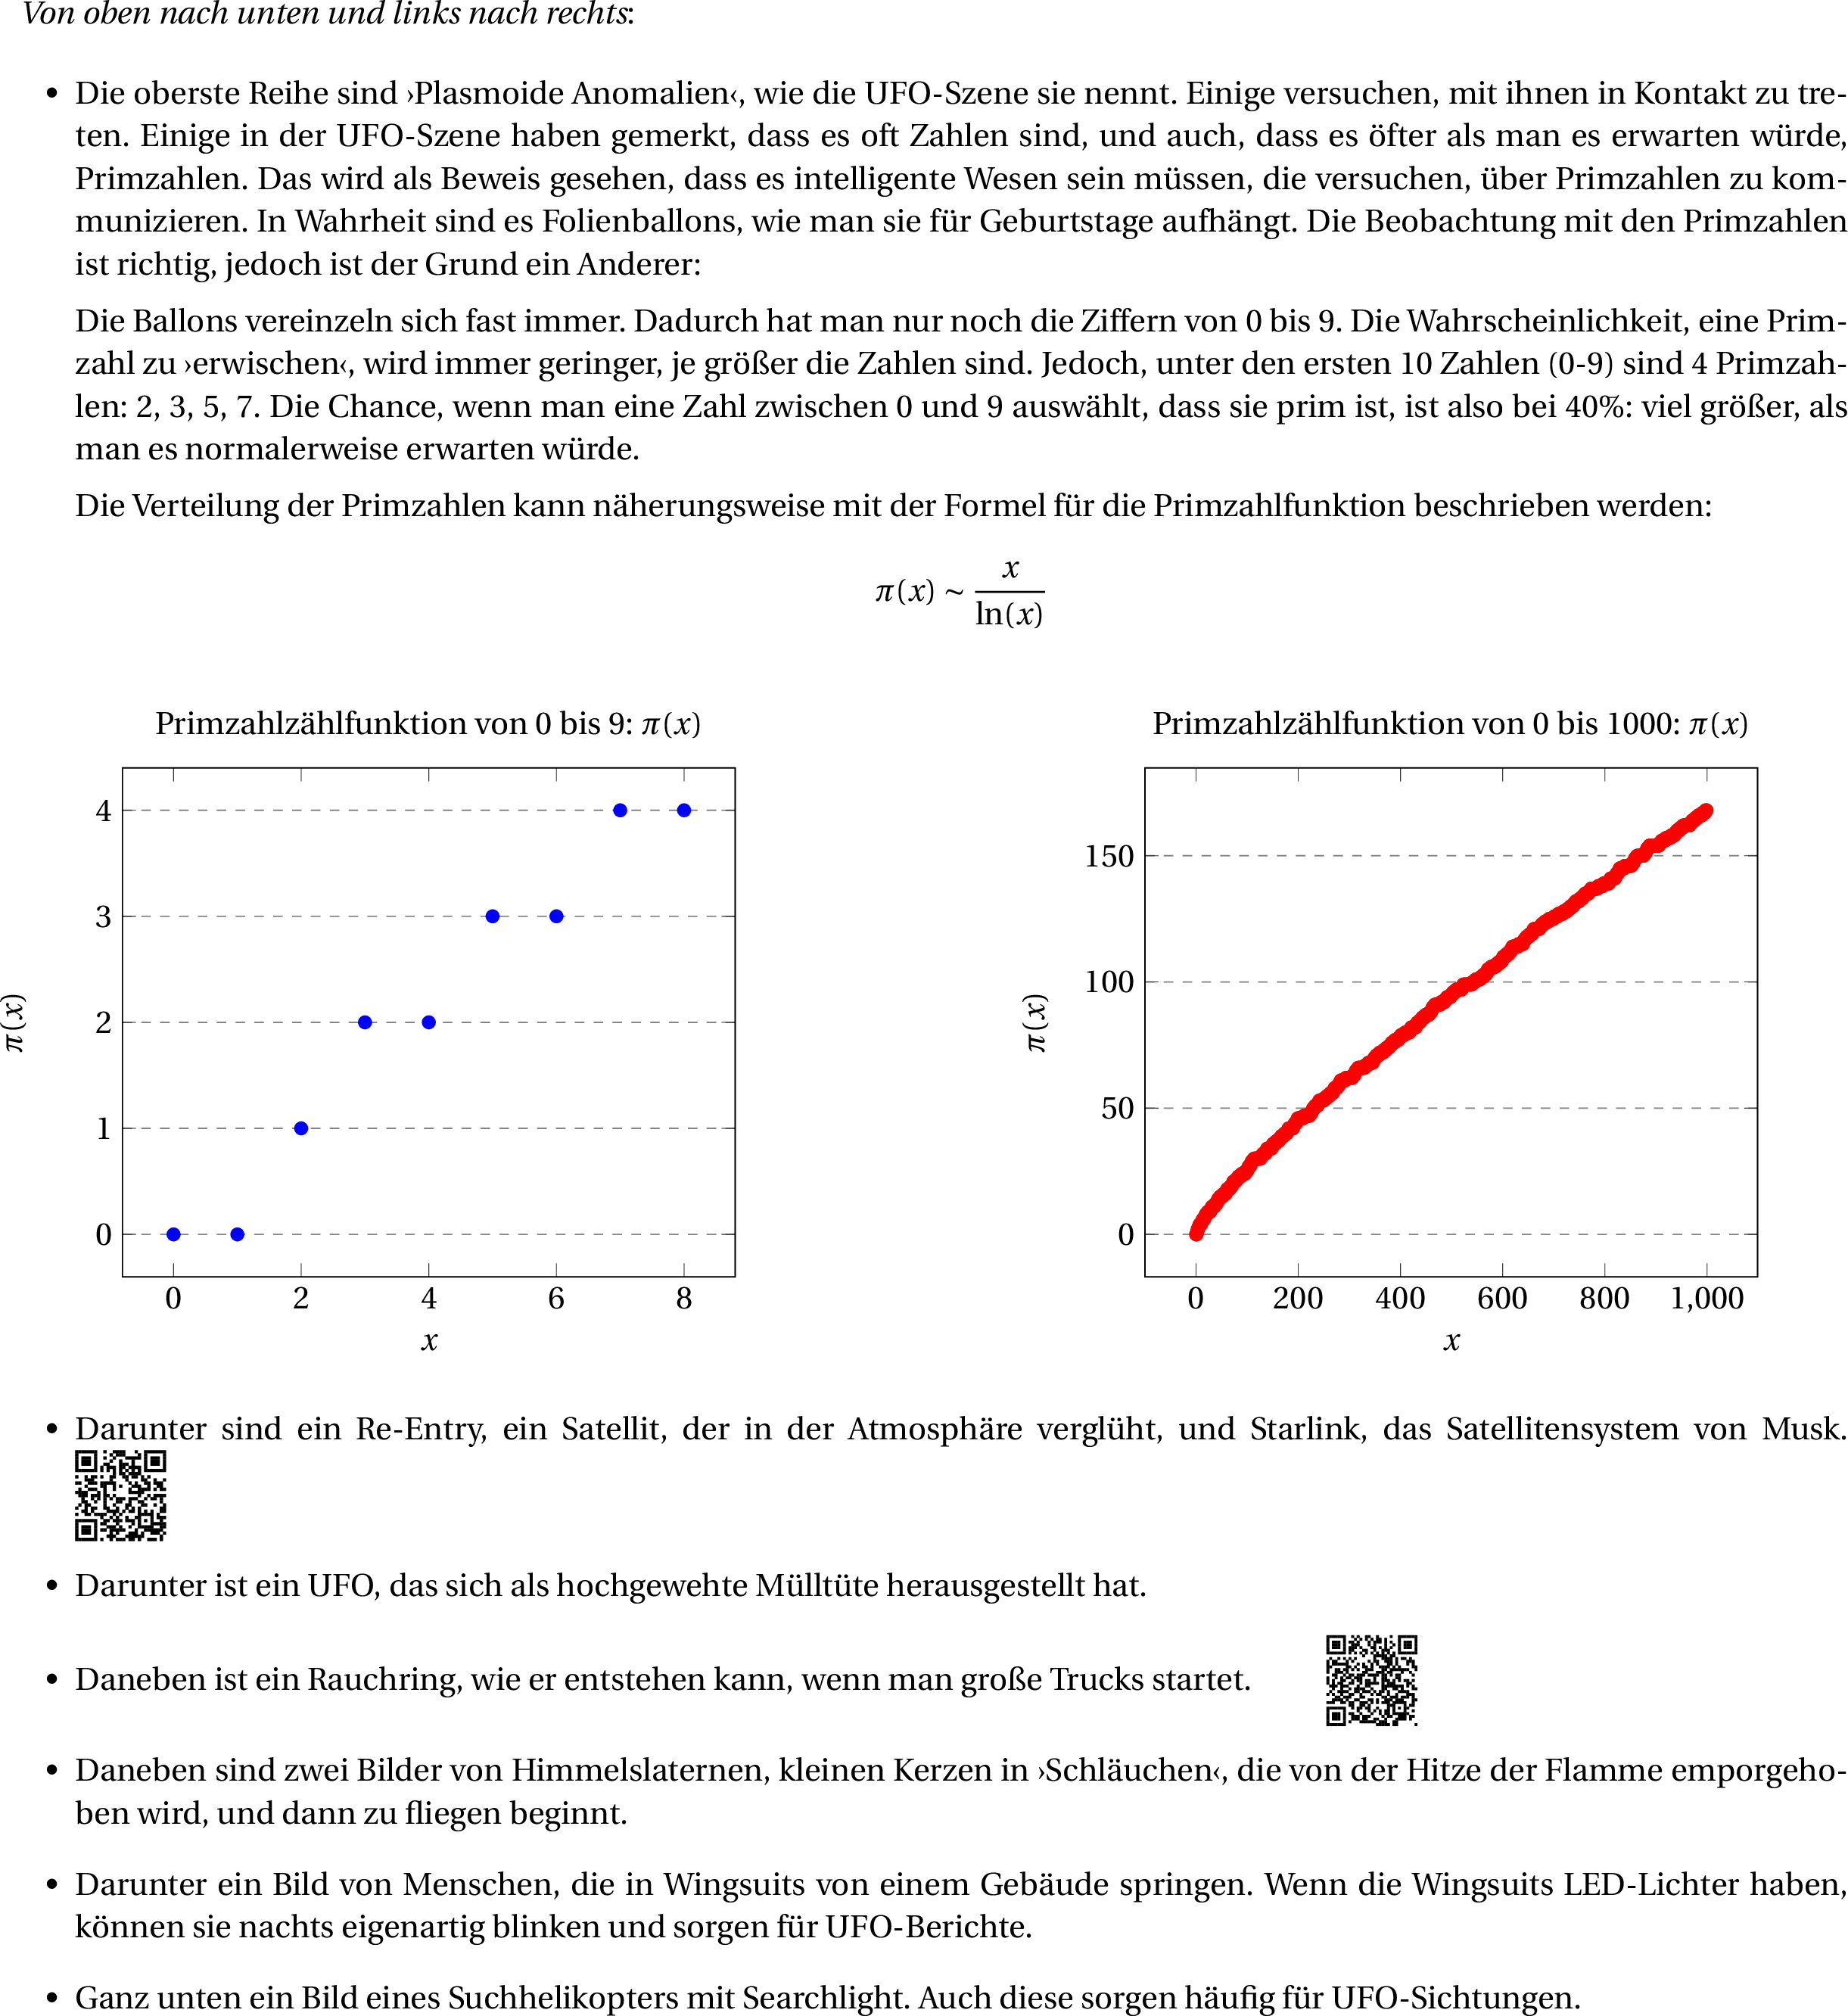 Von oben nach unten und links nach rechts:
• Die oberste Reihe sind ›Plasmoide Anomalien‹, wie die UFO-Szene sie nennt. Einige versuchen, mit ihnen in Kontakt zu tre-
ten. Einige in der UFO-Szene haben gemerkt, dass es oft Zahlen sind, und auch, dass es öfter als man es erwarten würde,
Primzahlen. Das wird als Beweis gesehen, dass es intelligente Wesen sein müssen, die versuchen, über Primzahlen zu kom-
munizieren. In Wahrheit sind es Folienballons, wie man sie für Geburtstage aufhängt. Die Beobachtung mit den Primzahlen
ist richtig, jedoch ist der Grund ein Anderer:
Die Ballons vereinzeln sich fast immer. Dadurch hat man nur noch die Ziffern von 0 bis 9. Die Wahrscheinlichkeit, eine Prim-
zahl zu ›erwischen‹, wird immer geringer, je größer die Zahlen sind. Jedoch, unter den ersten 10 Zahlen (0-9) sind 4 Primzah-
len: 2, 3, 5, 7. Die Chance, wenn man eine Zahl zwischen 0 und 9 auswählt, dass sie prim ist, ist also bei 40%: viel größer, als
man es normalerweise erwarten würde.
Die Verteilung der Primzahlen kann näherungsweise mit der Formel für die Primzahlfunktion beschrieben werden:
π(x) ~ x / ln(x)
Primzahlzählfunktion von 0 bis 9: π(x)
4
3
2
1
0
π(x)
0 2 4 6 8
x
Primzahlzählfunktion von 0 bis 1000: π(x)
150
100
50
0
π(x)
0 200 400 600 800 1,000
x
• Darunter sind ein Re-Entry, ein Satellit, der in der Atmosphäre verglüht, und Starlink, das Satellitensystem von Musk.
• Darunter ist ein UFO, das sich als hochgewehte Mülltüte herausgestellt hat.
• Daneben ist ein Rauchring, wie er entstehen kann, wenn man große Trucks startet.
• Daneben sind zwei Bilder von Himmelslaternen, kleinen Kerzen in ›Schläuchen‹, die von der Hitze der Flamme emporgeho-
ben wird, und dann zu fliegen beginnt.
• Darunter ein Bild von Menschen, die in Wingsuits von einem Gebäude springen. Wenn die Wingsuits LED-Lichter haben,
können sie nachts eigenartig blinken und sorgen für UFO-Berichte.
• Ganz unten ein Bild eines Suchhelikopters mit Searchlight. Auch diese sorgen häufig für UFO-Sichtungen.